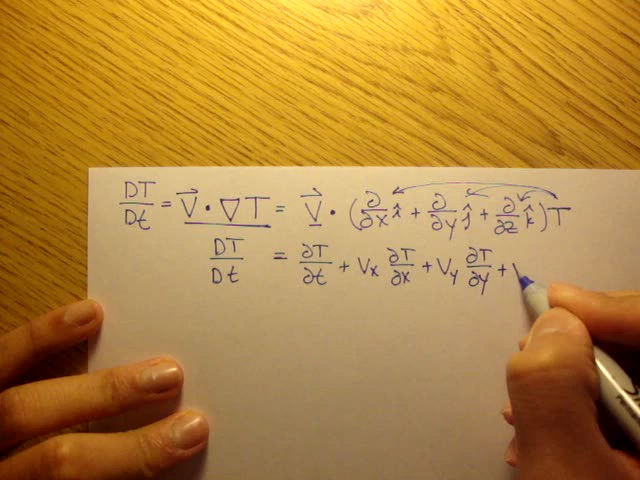 DT/Dt = V⃗ · ∇T = V⃗ · (∂/∂x î + ∂/∂y ĵ + ∂/∂z k̂)T
DT/Dt = ∂T/∂t + Vx ∂T/∂x + Vy ∂T/∂y +